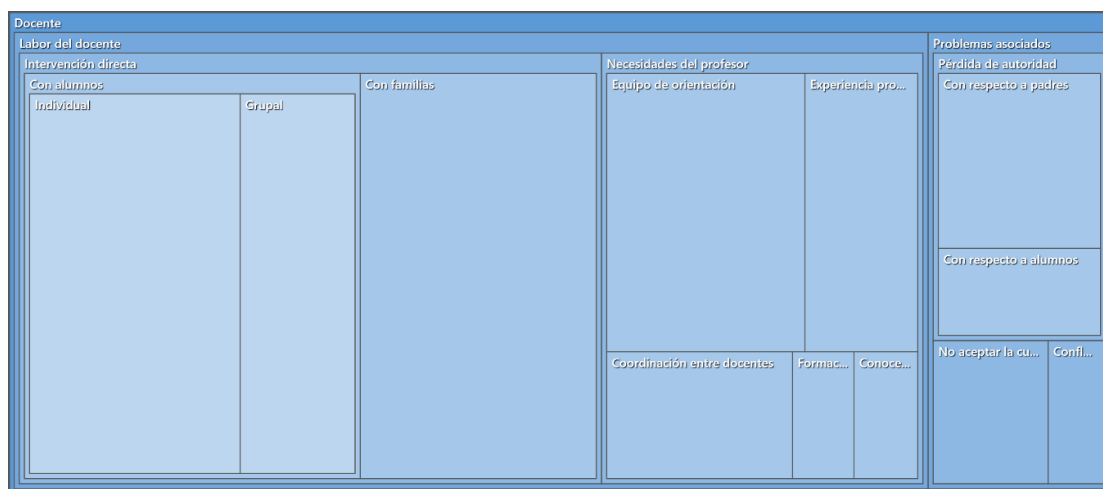 Docente
Labor del docente
Problemas asociados
Intervención directa
Necesidades del profesor
Pérdida de autoridad
Con alumnos
Con familias
Equipo de orientación
Experiencia pro...
Con respecto a padres
Individual
Grupal
Con respecto a alumnos
Coordinación entre docentes
Formac...
Conoce...
No aceptar la cu...
Confl...